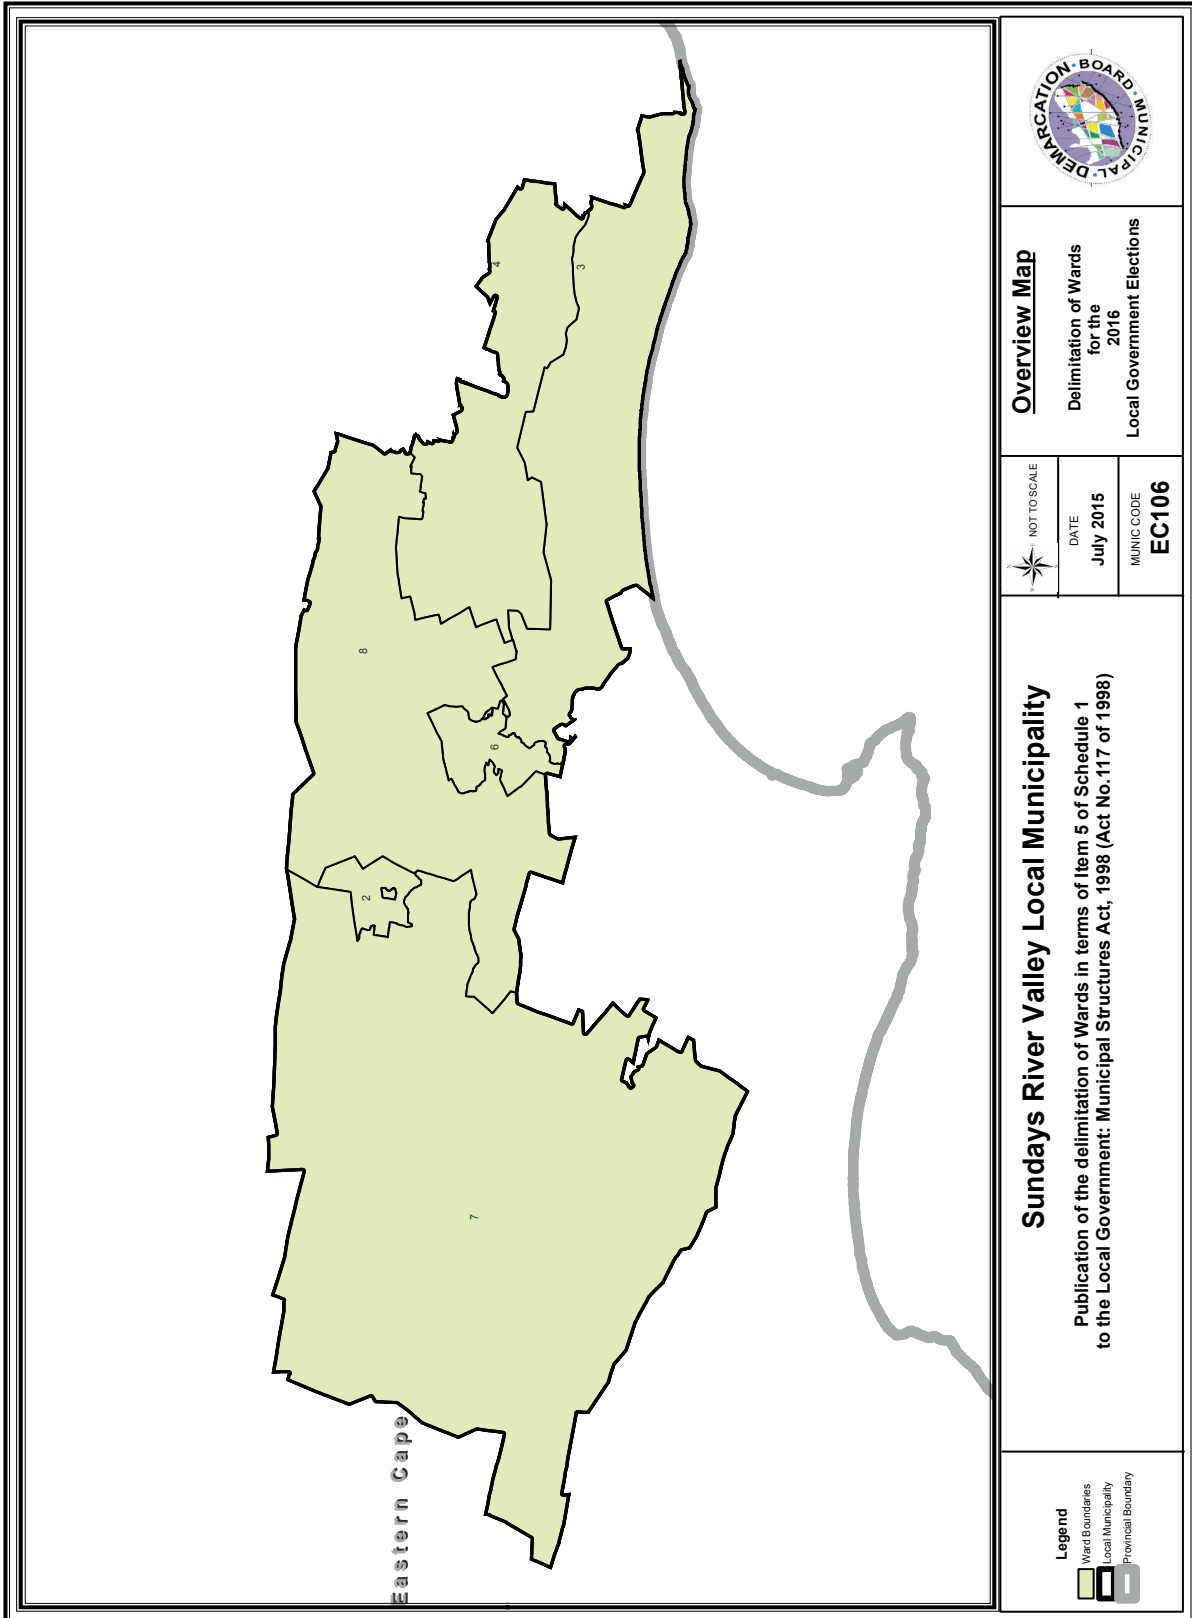 Eastern Cape
7
2
8
6
4
3
Legend
Ward Boundaries
Local Municipality
Provincial Boundary
Sundays River Valley Local Municipality
Publication of the delimitation of Wards in terms of Item 5 of Schedule 1
to the Local Government: Municipal Structures Act, 1998 (Act No.117 of 1998)
N
W
E
S
NOT TO SCALE
DATE
July 2015
MUNIC CODE
EC106
Overview Map
Delimitation of Wards
for the
2016
Local Government Elections
MUNICIPAL • DEMARCATION • BOARD •